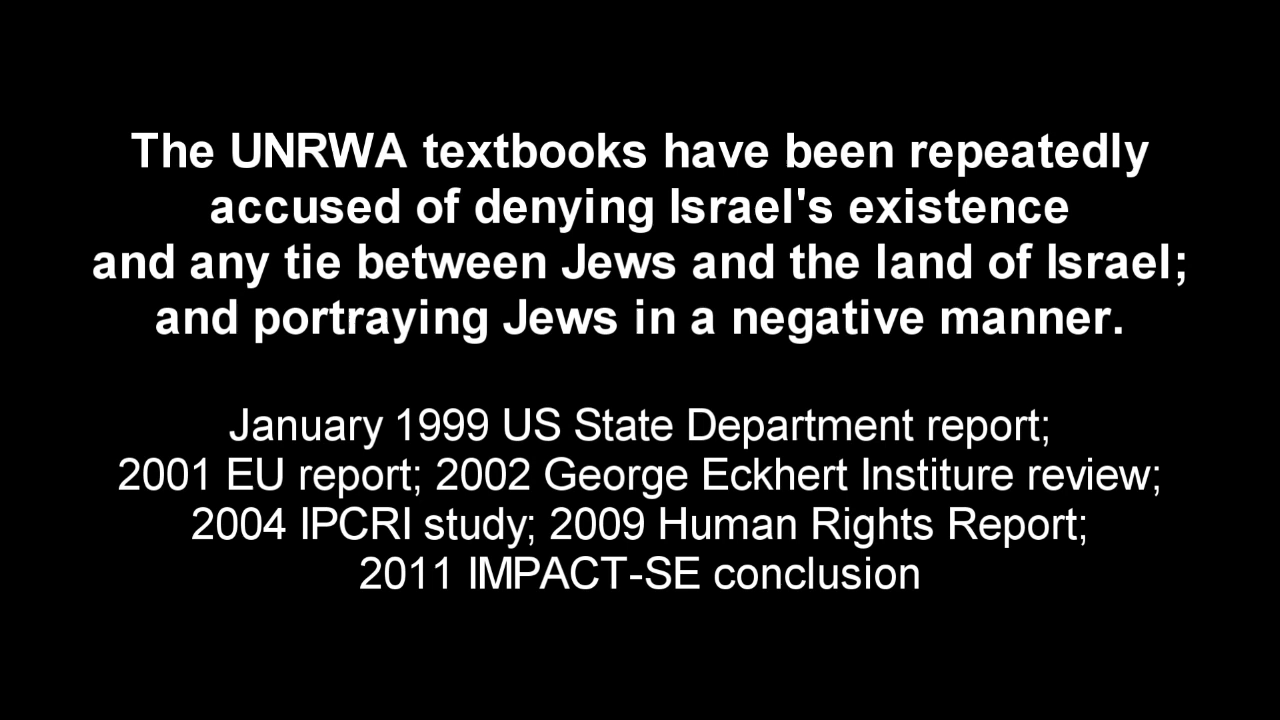 The UNRWA textbooks have been repeatedly
accused of denying Israel's existence
and any tie between Jews and the land of Israel;
and portraying Jews in a negative manner.
January 1999 US State Department report;
2001 EU report; 2002 George Eckhert Institure review;
2004 IPCRI study; 2009 Human Rights Report;
2011 IMPACT-SE conclusion